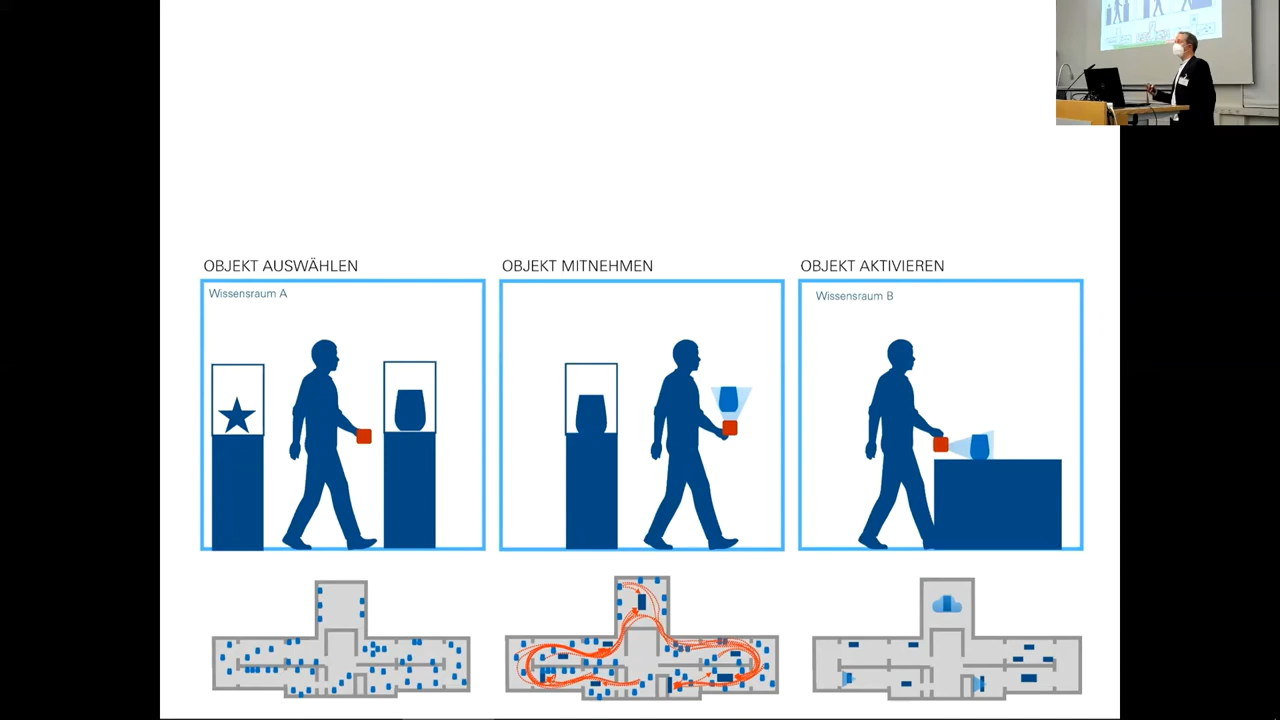 OBJEKT AUSWÄHLEN
Wissensraum A
OBJEKT MITNEHMEN
OBJEKT AKTIVIEREN
Wissensraum B